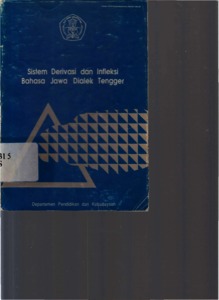 Sistem Derivasi dan Infleksi
Bahasa Jawa Dialek Tengger
Departemen Pendidikan dan Kebudayaan